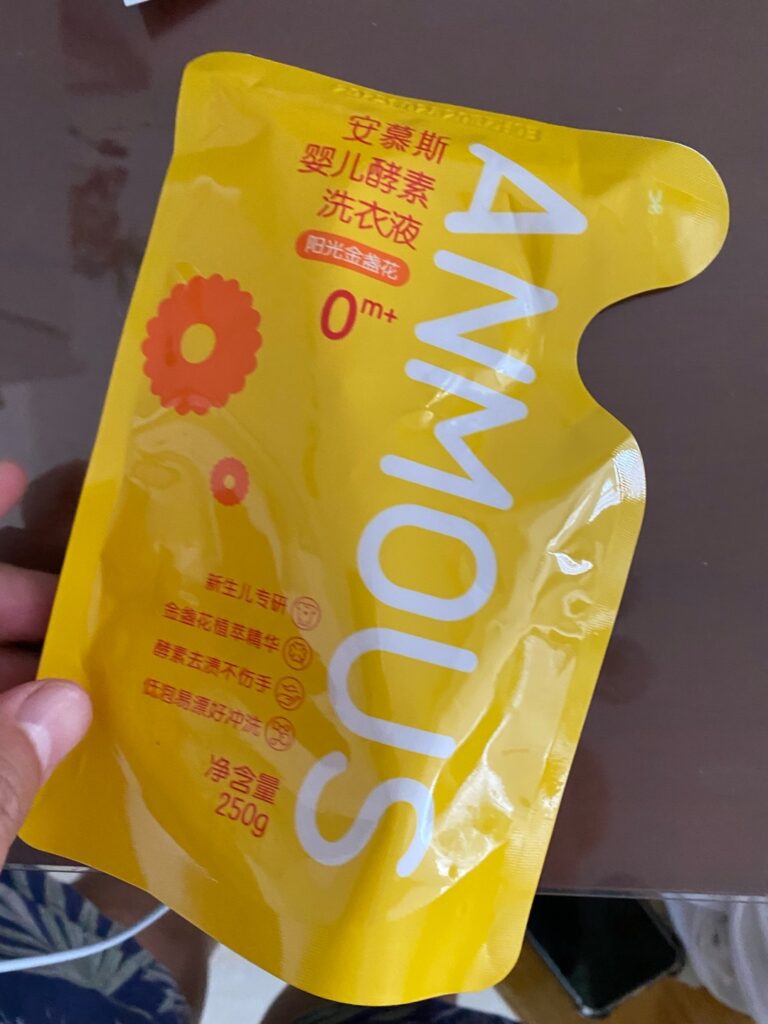 安慕斯
婴儿酵素
洗衣液
阳光金盏花
0m+
ANMOUS
新生儿专研
金盏花植萃精华
酵素去渍不伤手
低泡易漂好冲洗
净含量
250g